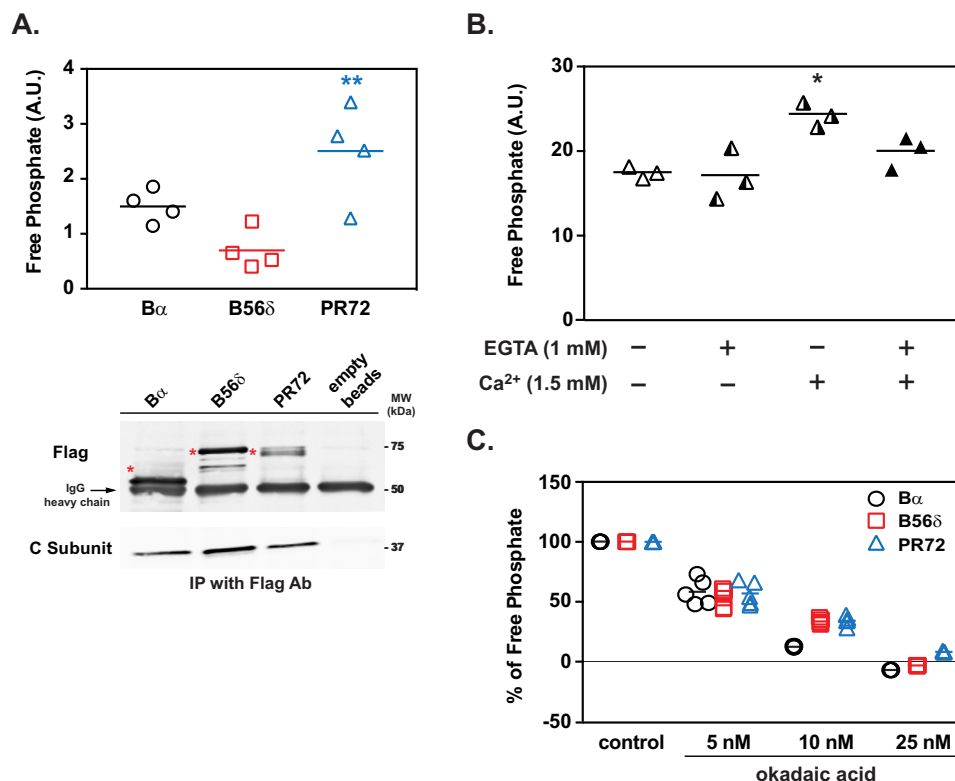 A.
Free Phosphate (A.U.)
4
3
2
1
0
**
Bα
B56δ
PR72
Bα
B56δ
PR72
empty
beads
MW
(kDa)
Flag
*
*
*
- 75
IgG
heavy chain
- 50
C Subunit
- 37
IP with Flag Ab
B.
Free Phosphate (A.U.)
30
20
10
0
*
EGTA (1 mM) – + – +
Ca²⁺ (1.5 mM) – – + +
C.
% of Free Phosphate
150
100
50
0
-50
Bα
B56δ
PR72
control 5 nM 10 nM 25 nM
okadaic acid